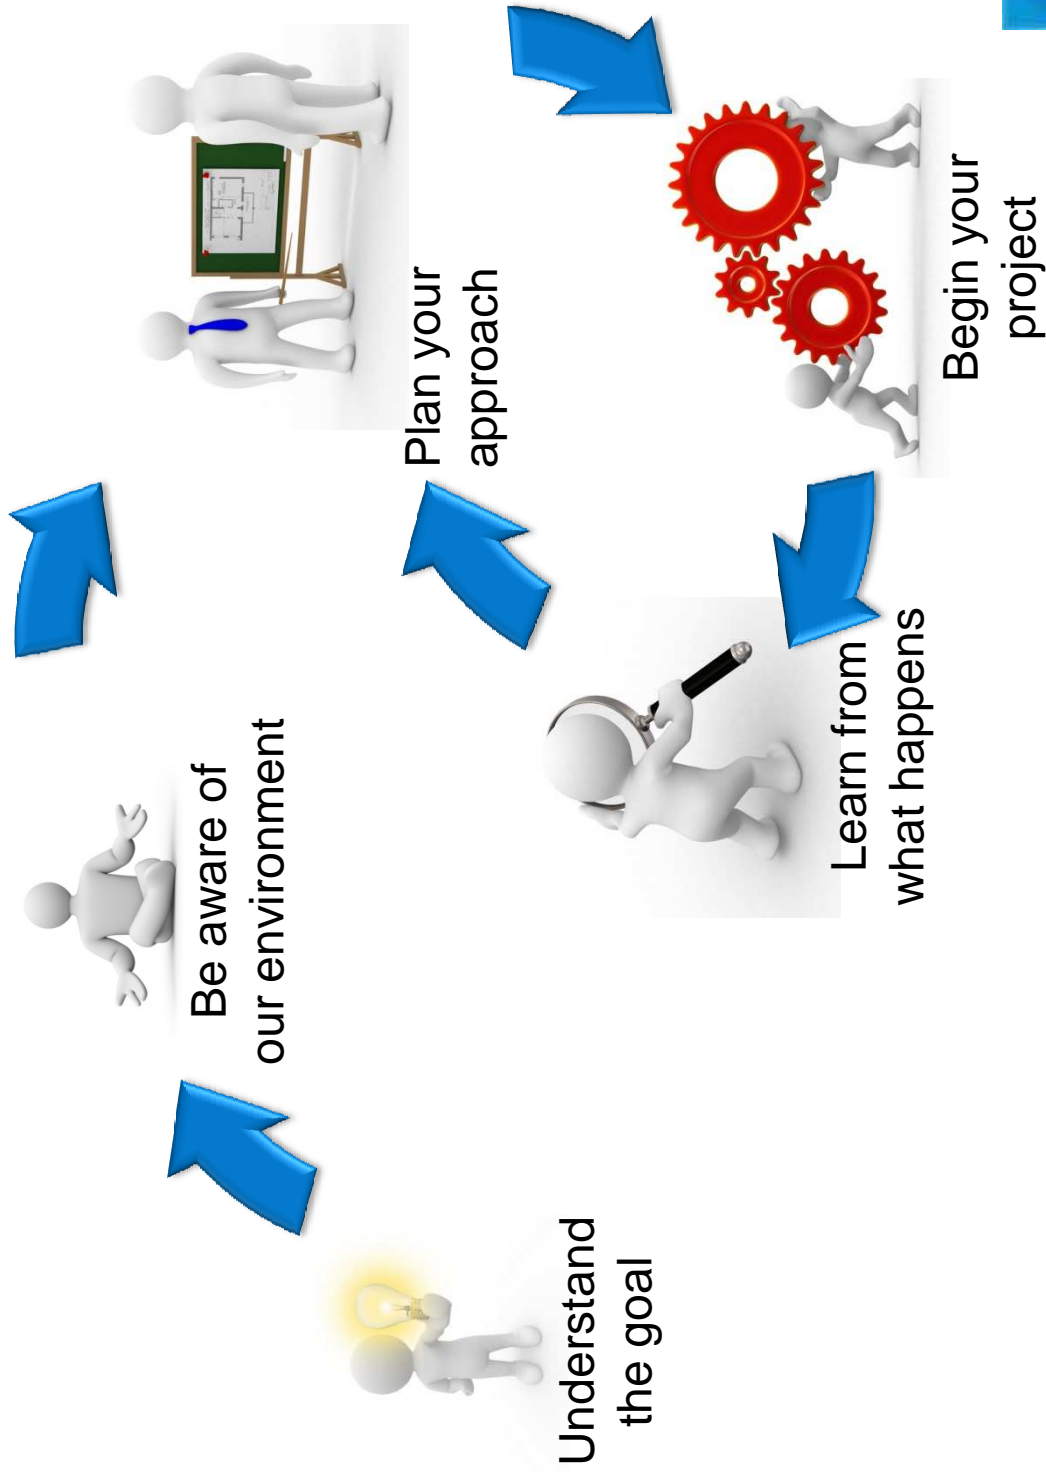 Understand
the goal
Be aware of
our environment
Plan your
approach
Begin your
project
Learn from
what happens